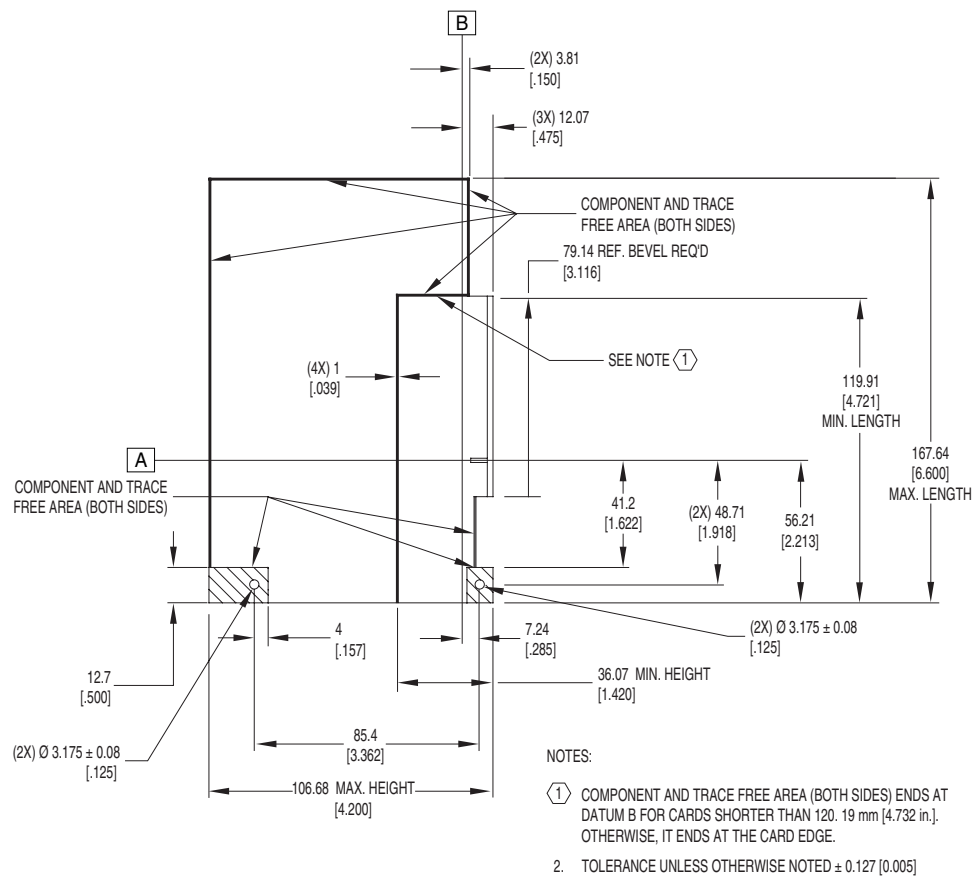 B
(2X) 3.81
[.150]
(3X) 12.07
[.475]
COMPONENT AND TRACE
FREE AREA (BOTH SIDES)
79.14 REF. BEVEL REQ'D
[3.116]
SEE NOTE 1
(4X) 1
[.039]
119.91
[4.721]
MIN. LENGTH
167.64
[6.600]
MAX. LENGTH
A
COMPONENT AND TRACE
FREE AREA (BOTH SIDES)
41.2
[1.622]
(2X) 48.71
[1.918]
56.21
[2.213]
4
[.157]
7.24
[.285]
(2X) Ø 3.175 ± 0.08
[.125]
12.7
[.500]
36.07 MIN. HEIGHT
[1.420]
(2X) Ø 3.175 ± 0.08
[.125]
85.4
[3.362]
106.68 MAX. HEIGHT
[4.200]
NOTES:
1 COMPONENT AND TRACE FREE AREA (BOTH SIDES) ENDS AT
DATUM B FOR CARDS SHORTER THAN 120. 19 mm [4.732 in.].
OTHERWISE, IT ENDS AT THE CARD EDGE.
2. TOLERANCE UNLESS OTHERWISE NOTED ± 0.127 [0.005]